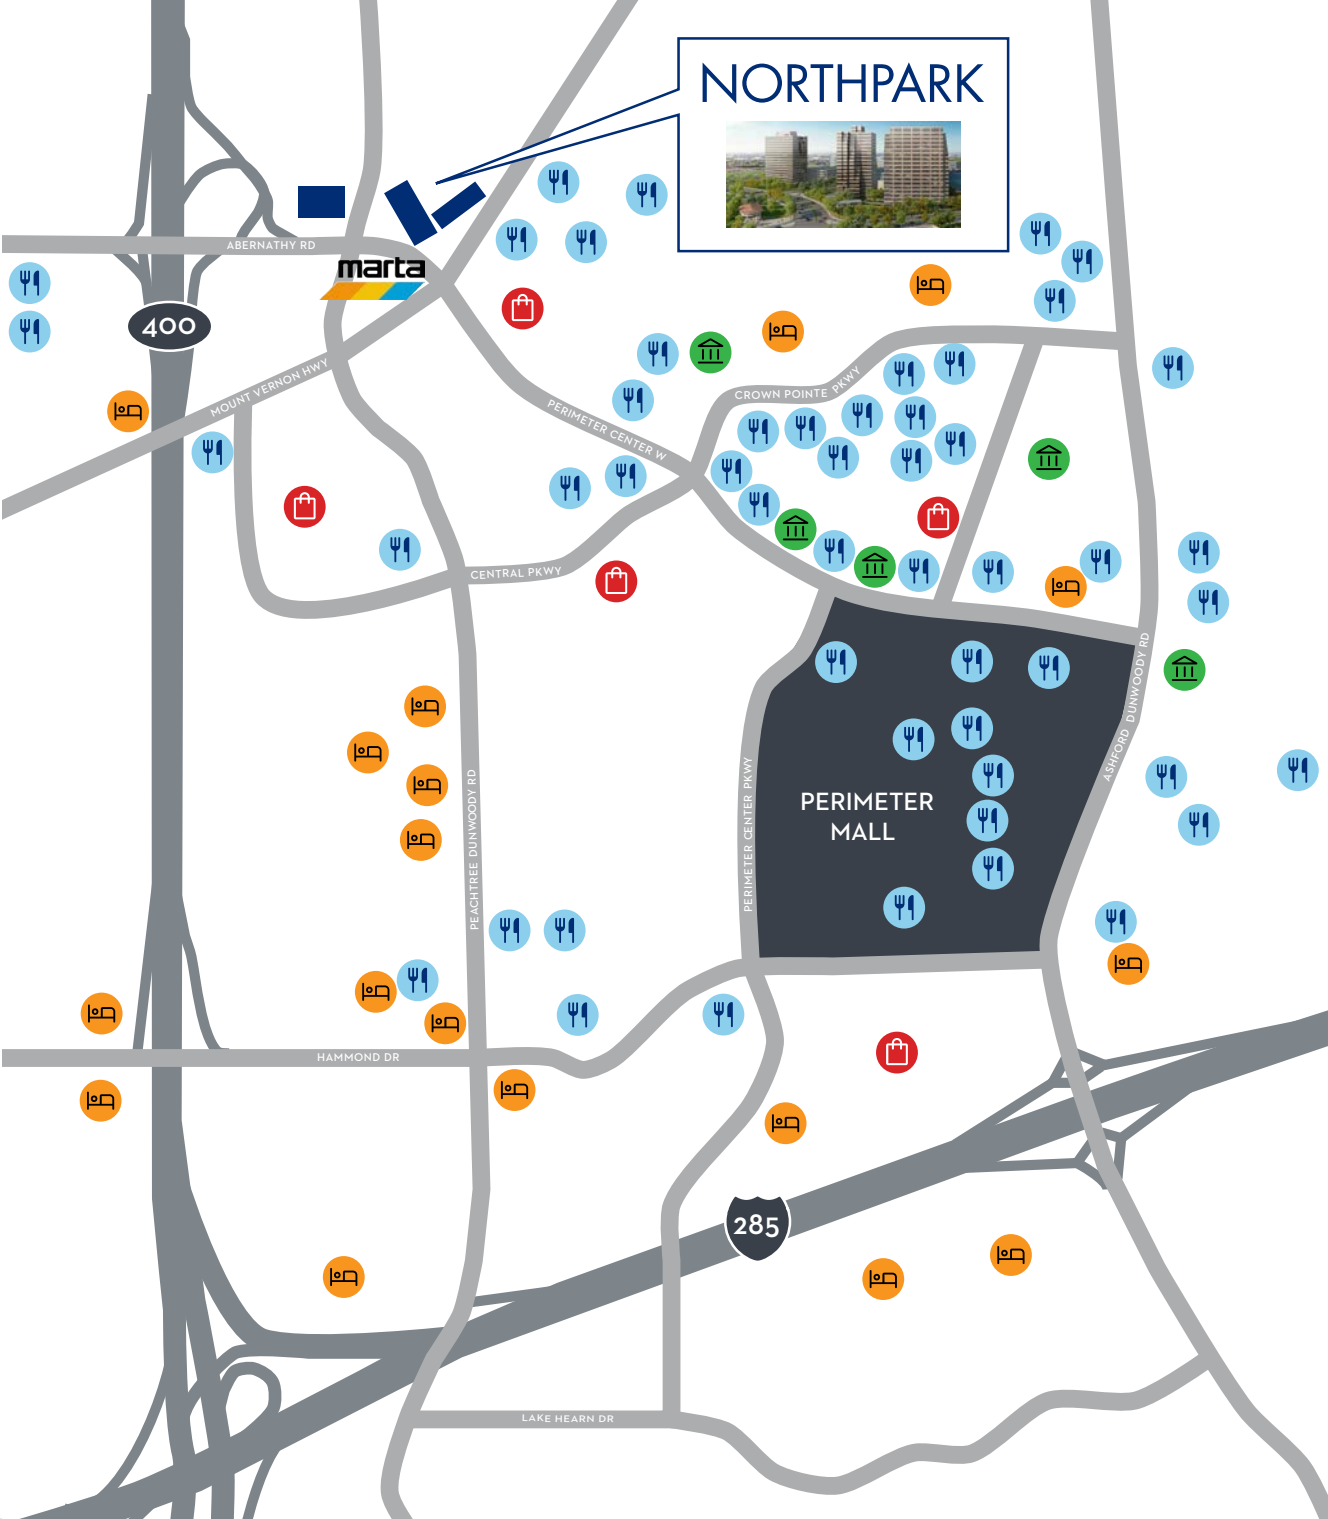 NORTHPARK
ABERNATHY RD
marta
400
MOUNT VERNON HWY
PERIMETER CENTER W
CROWN POINTE PKWY
CENTRAL PKWY
ASHFORD DUNWOODY RD
PERIMETER CENTER PKWY
PEACHTREE DUNWOODY RD
PERIMETER
MALL
HAMMOND DR
285
LAKE HEARN DR